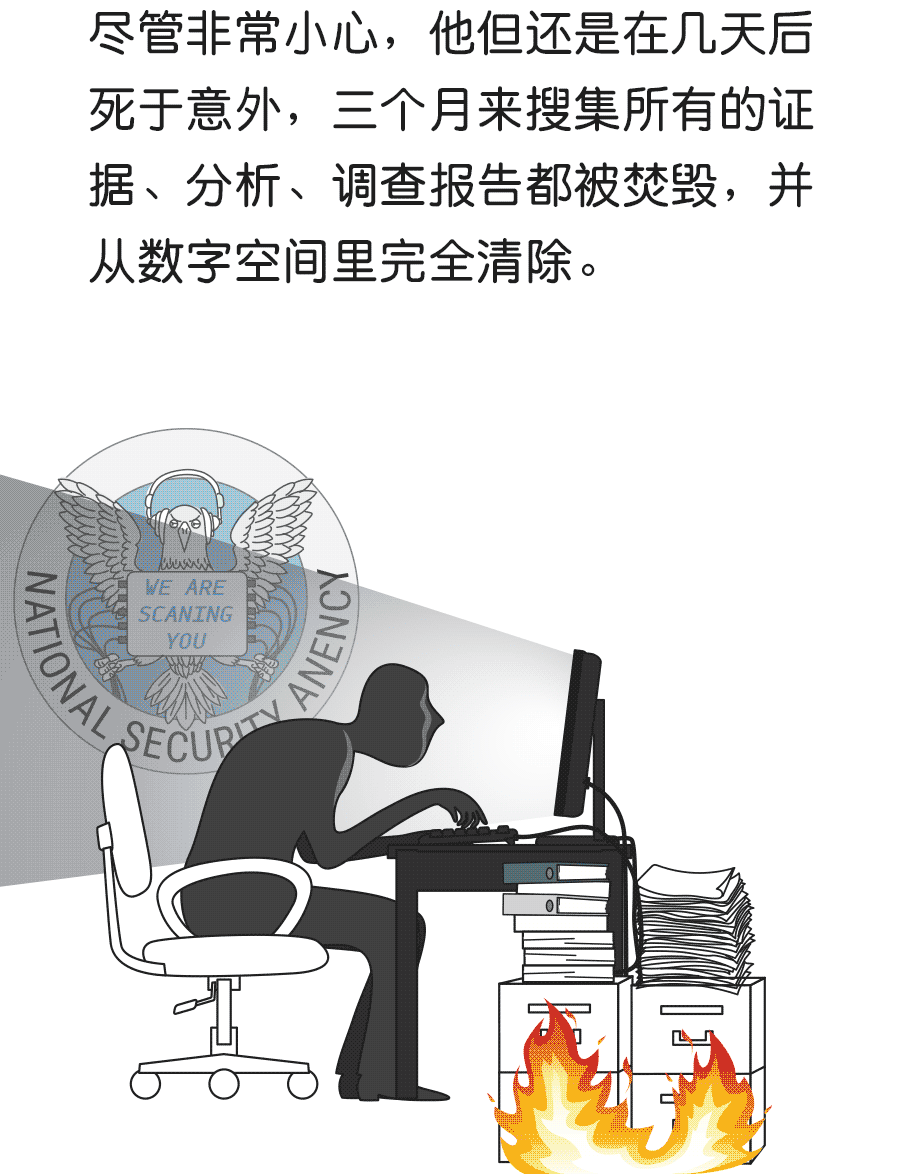 尽管非常小心，他但还是在几天后
死于意外，三个月来搜集所有的证
据、分析、调查报告都被焚毁，并
从数字空间里完全清除。
WE ARE
SCANING
YOU
NATIONAL SECURITY ANENCY